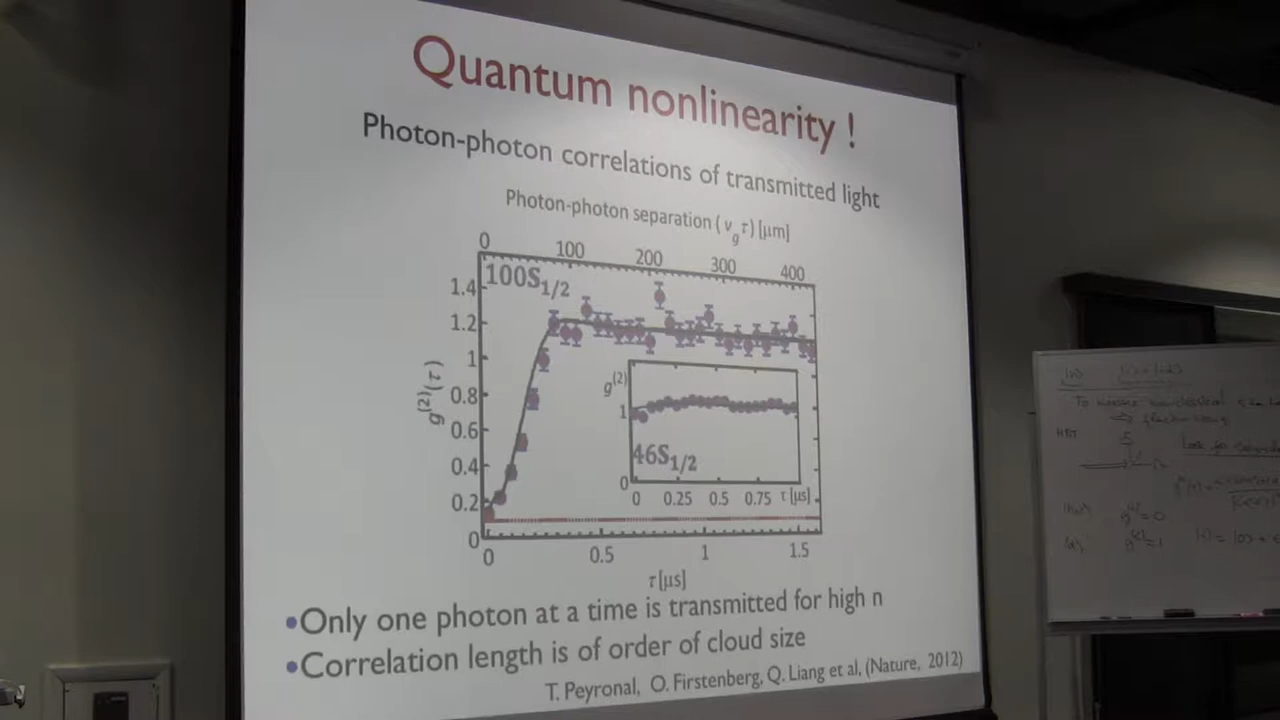 Quantum nonlinearity !
Photon-photon correlations of transmitted light
Photon-photon separation ( v_g τ ) [μm]
0 100 200 300 400
100S1/2
1.4
1.2
1
0.8
0.6
0.4
0.2
0
g(2)(τ)
g(2)
1
0
46S1/2
0 0.25 0.5 0.75 τ [μs]
0 0.5 1 1.5
τ [μs]
•Only one photon at a time is transmitted for high n
•Correlation length is of order of cloud size
T. Peyronal, O. Firstenberg, Q. Liang et al, (Nature, 2012)
To
HBT